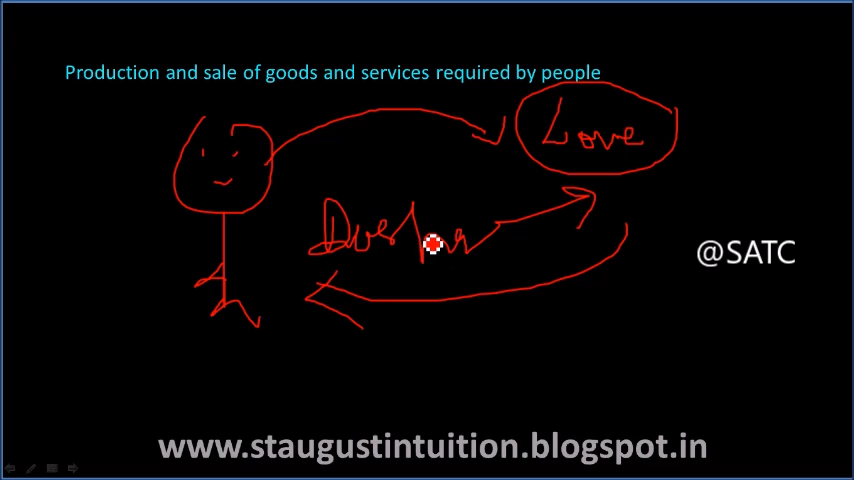 Production and sale of goods and services required by people
Love
@SATC
www.staugustintuition.blogspot.in